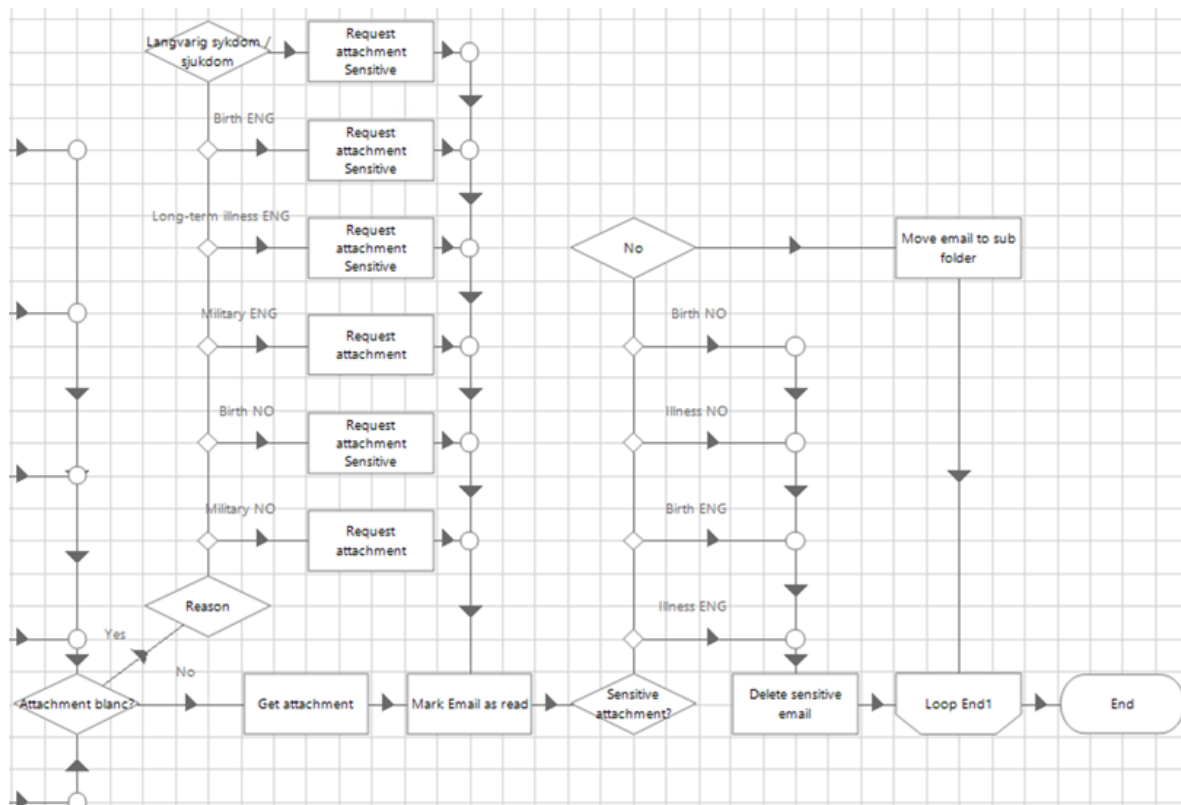 Langvarig sykdom /
sjukdom
Request
attachment
Sensitive
Birth ENG
Request
attachment
Sensitive
Long-term illness ENG
Request
attachment
Sensitive
No
Move email to sub
folder
Military ENG
Request
attachment
Birth NO
Birth NO
Request
attachment
Sensitive
Illness NO
Military NO
Request
attachment
Birth ENG
Reason
Illness ENG
Yes
No
Attachment blanc?
Get attachment
Mark Email as read
Sensitive
attachment?
Delete sensitive
email
Loop End1
End